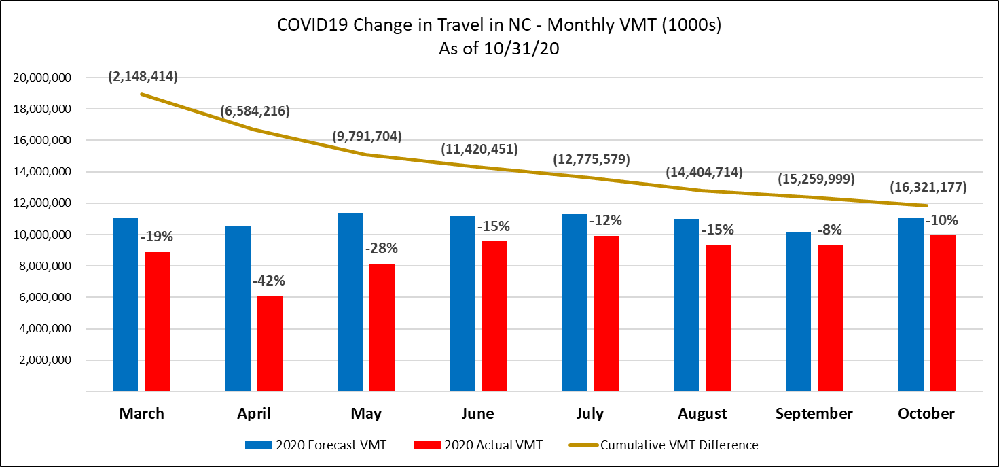 COVID19 Change in Travel in NC - Monthly VMT (1000s)
As of 10/31/20
20,000,000
18,000,000
16,000,000
14,000,000
12,000,000
10,000,000
8,000,000
6,000,000
4,000,000
2,000,000
-
(2,148,414)
(6,584,216)
(9,791,704)
(11,420,451)
(12,775,579)
(14,404,714)
(15,259,999)
(16,321,177)
-19%
-42%
-28%
-15%
-12%
-15%
-8%
-10%
March
April
May
June
July
August
September
October
2020 Forecast VMT
2020 Actual VMT
Cumulative VMT Difference